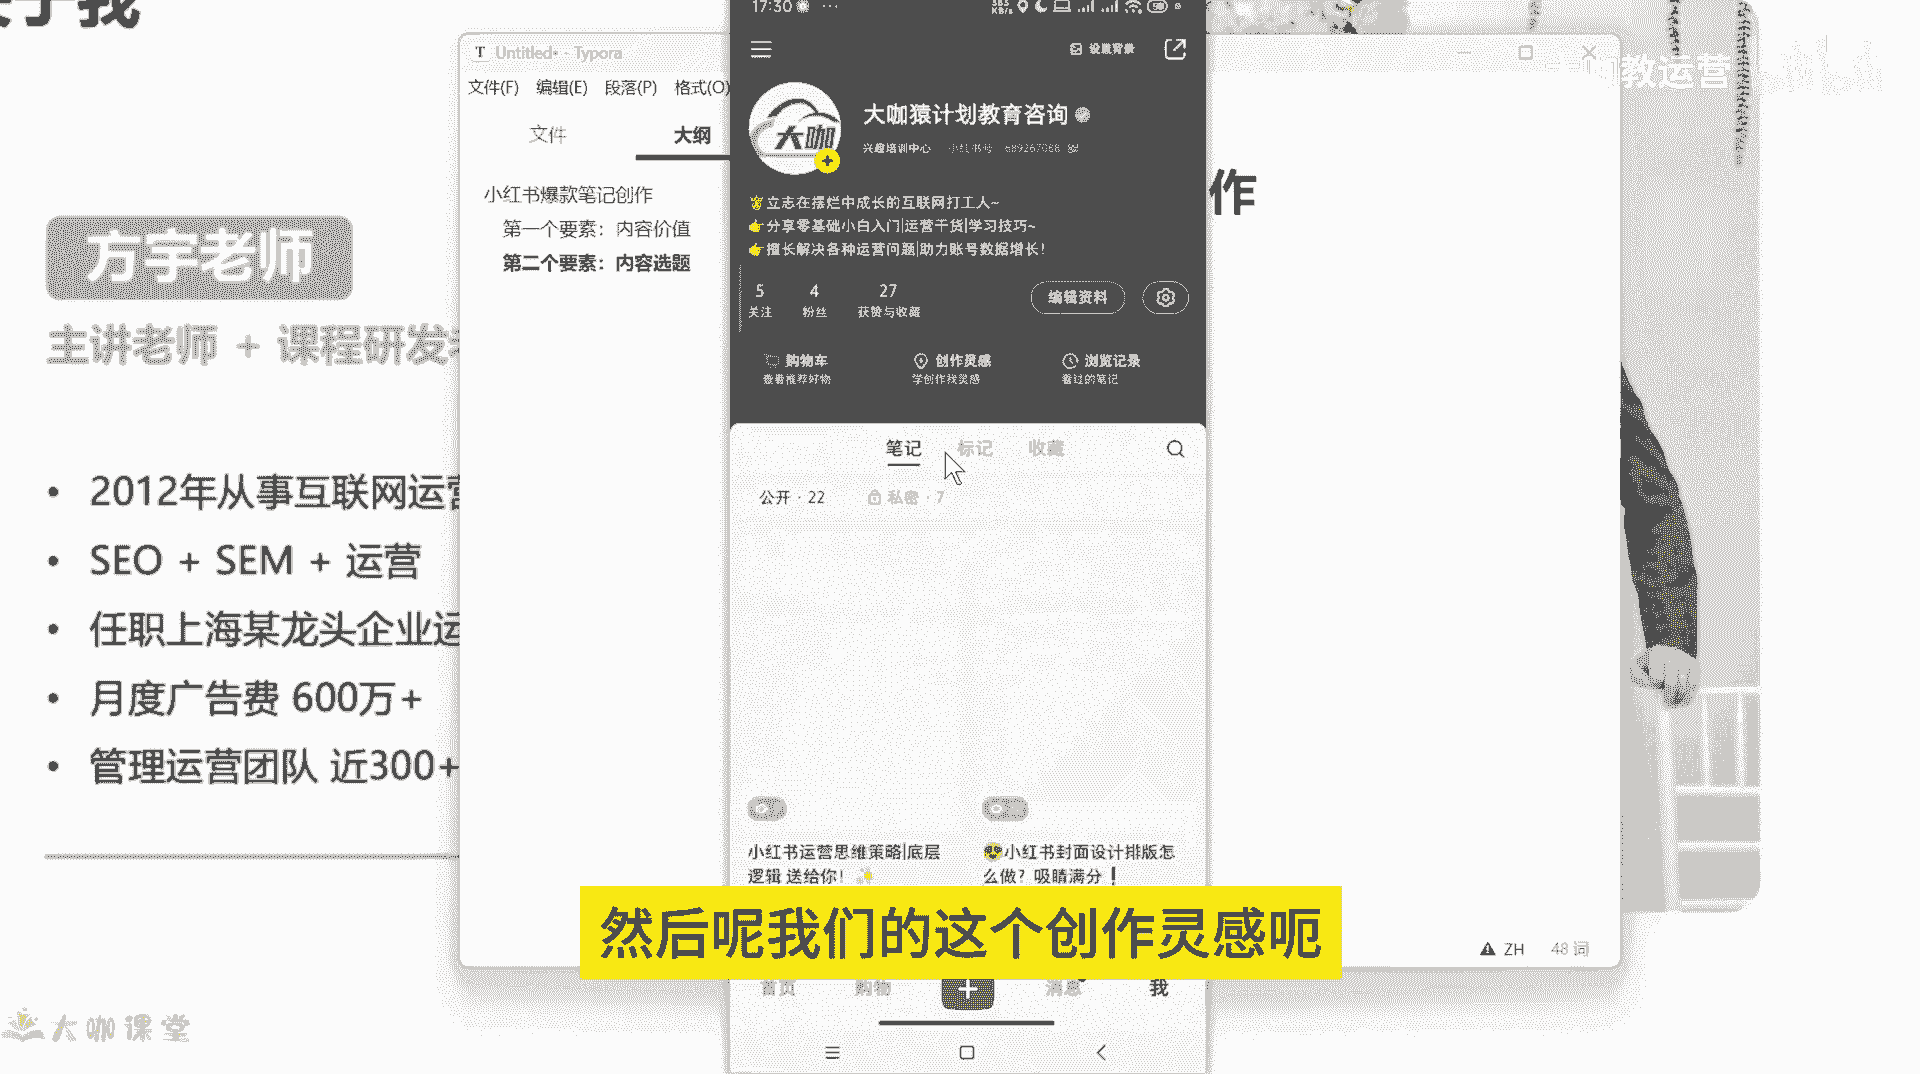 于我
方宇老师
主讲老师 + 课程研发
• 2012年从事互联网运营
• SEO + SEM + 运营
• 任职上海某龙头企业运
• 月度广告费 600万+
• 管理运营团队 近300+
大咖课堂
Untitled• - Typora
文件(F) 编辑(E) 段落(P) 格式(O)
文件 大纲
小红书爆款笔记创作
第一个要素：内容价值
第二个要素：内容选题
17:30
设置背景
大咖
大咖猿计划教育咨询
兴趣培训中心 小红书号 689267068
立志在摆烂中成长的互联网打工人~
分享零基础小白入门|运营干货|学习技巧~
擅长解决各种运营问题|助力账号数据增长！
5 4 27
关注 粉丝 获赞与收藏
编辑资料
购物车 创作灵感 浏览记录
查看推荐好物 学创作找灵感 看过的笔记
笔记 标记 收藏
公开 · 22 私密 · 7
小红书运营思维策略|底层
逻辑 送给你！
小红书封面设计排版怎
么做？吸睛满分❗
然后呢我们的这个创作灵感呃
首页 购物 消息 我
作
教运营
ZH 48 词